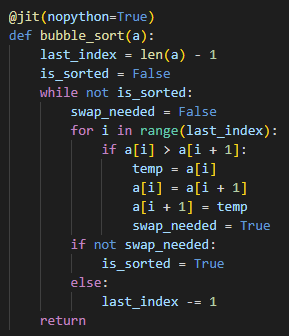 @jit(nopython=True)
def bubble_sort(a):
    last_index = len(a) - 1
    is_sorted = False
    while not is_sorted:
        swap_needed = False
        for i in range(last_index):
            if a[i] > a[i + 1]:
                temp = a[i]
                a[i] = a[i + 1]
                a[i + 1] = temp
                swap_needed = True
        if not swap_needed:
            is_sorted = True
        else:
            last_index -= 1
    return